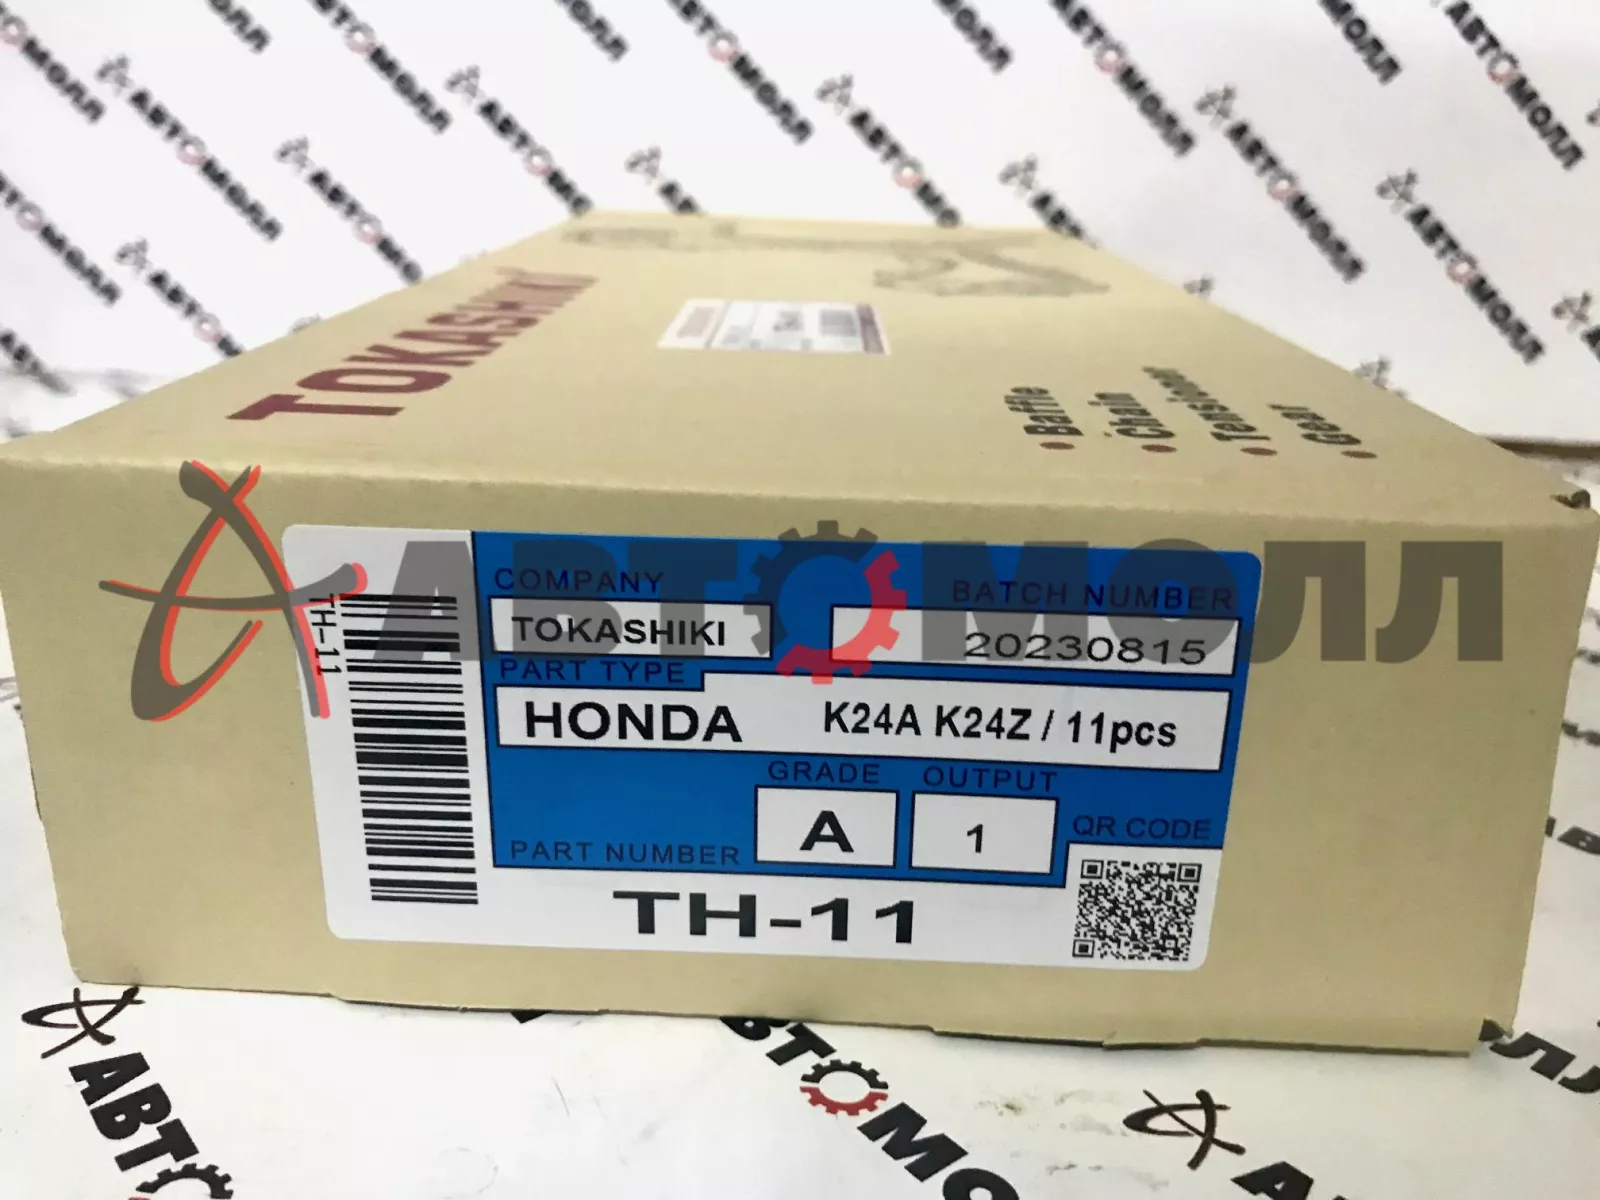 TOKASHIKI
• Baffle
• Chain
• Tensioner
• Gear
АВТОМОЛЛ
TH-11
COMPANY
BATCH NUMBER
TOKASHIKI
20230815
PART TYPE
HONDA K24A K24Z / 11pcs
GRADE
OUTPUT
A
1
QR CODE
PART NUMBER
TH-11
АВТОМОЛЛ